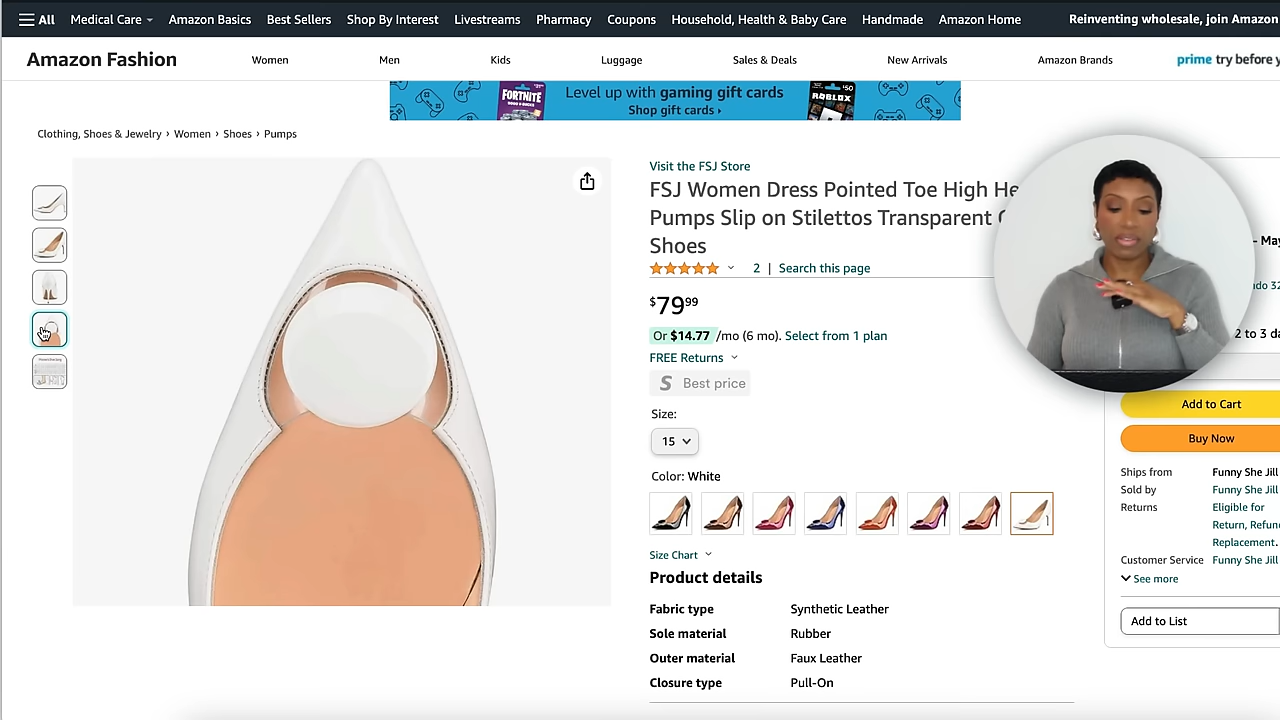 All Medical Care Amazon Basics Best Sellers Shop By Interest Livestreams Pharmacy Coupons Household, Health & Baby Care Handmade Amazon Home Reinventing wholesale, join Amazon
Amazon Fashion Women Men Kids Luggage Sales & Deals New Arrivals Amazon Brands prime try before y
FORTNITE Level up with gaming gift cards $50 ROBLOX
Shop gift cards ›
Clothing, Shoes & Jewelry › Women › Shoes › Pumps
Visit the FSJ Store
FSJ Women Dress Pointed Toe High He
Pumps Slip on Stilettos Transparent
Shoes
2 | Search this page
$79.99
Or $14.77 /mo (6 mo). Select from 1 plan
FREE Returns
S Best price
Size:
15
Color: White
Size Chart
Product details
Fabric type Synthetic Leather
Sole material Rubber
Outer material Faux Leather
Closure type Pull-On
- May
32
2 to 3 da
Add to Cart
Buy Now
Ships from Funny She Jill
Sold by Funny She Jill
Returns Eligible for
Return, Refun
Replacement.
Customer Service Funny She Jill
See more
Add to List